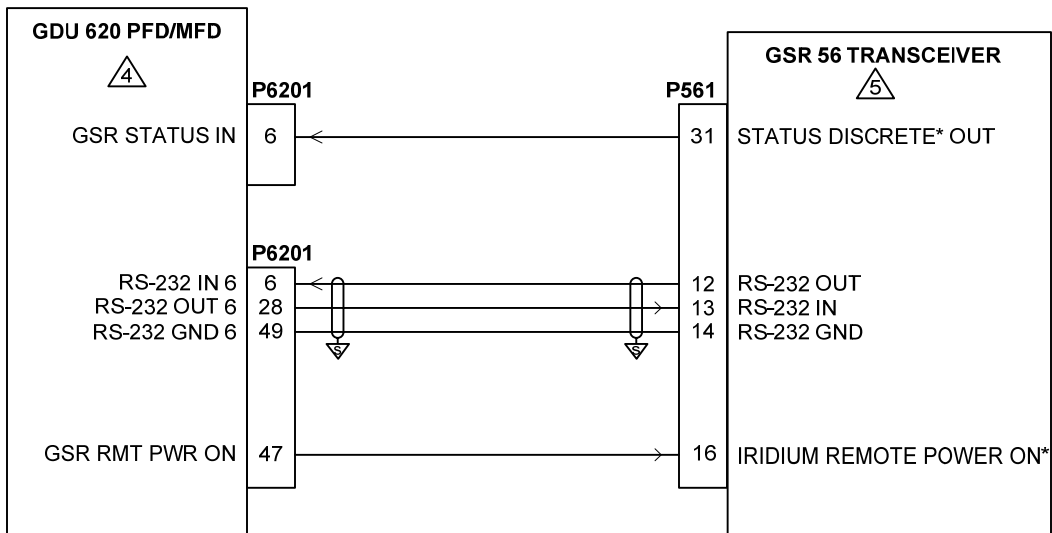 GDU 620 PFD/MFD
4
GSR 56 TRANSCEIVER
5
P6201
P561
GSR STATUS IN 6 31 STATUS DISCRETE* OUT
P6201
RS-232 IN 6 6 12 RS-232 OUT
RS-232 OUT 6 28 13 RS-232 IN
RS-232 GND 6 49 14 RS-232 GND
S S
GSR RMT PWR ON 47 16 IRIDIUM REMOTE POWER ON*